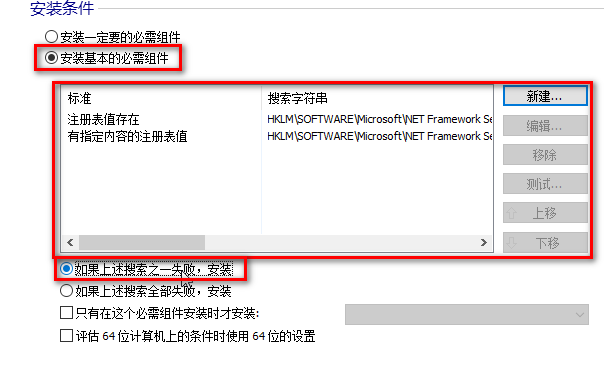 安装条件
安装一定要的必需组件
安装基本的必需组件
标准 搜索字符串
注册表值存在 HKLM\SOFTWARE\Microsoft\NET Framework Se
有指定内容的注册表值 HKLM\SOFTWARE\Microsoft\NET Framework Se
新建...
编辑...
移除
测试...
上移
下移
如果上述搜索之一失败，安装
如果上述搜索全部失败，安装
只有在这个必需组件安装时才安装:
评估 64 位计算机上的条件时使用 64 位的设置